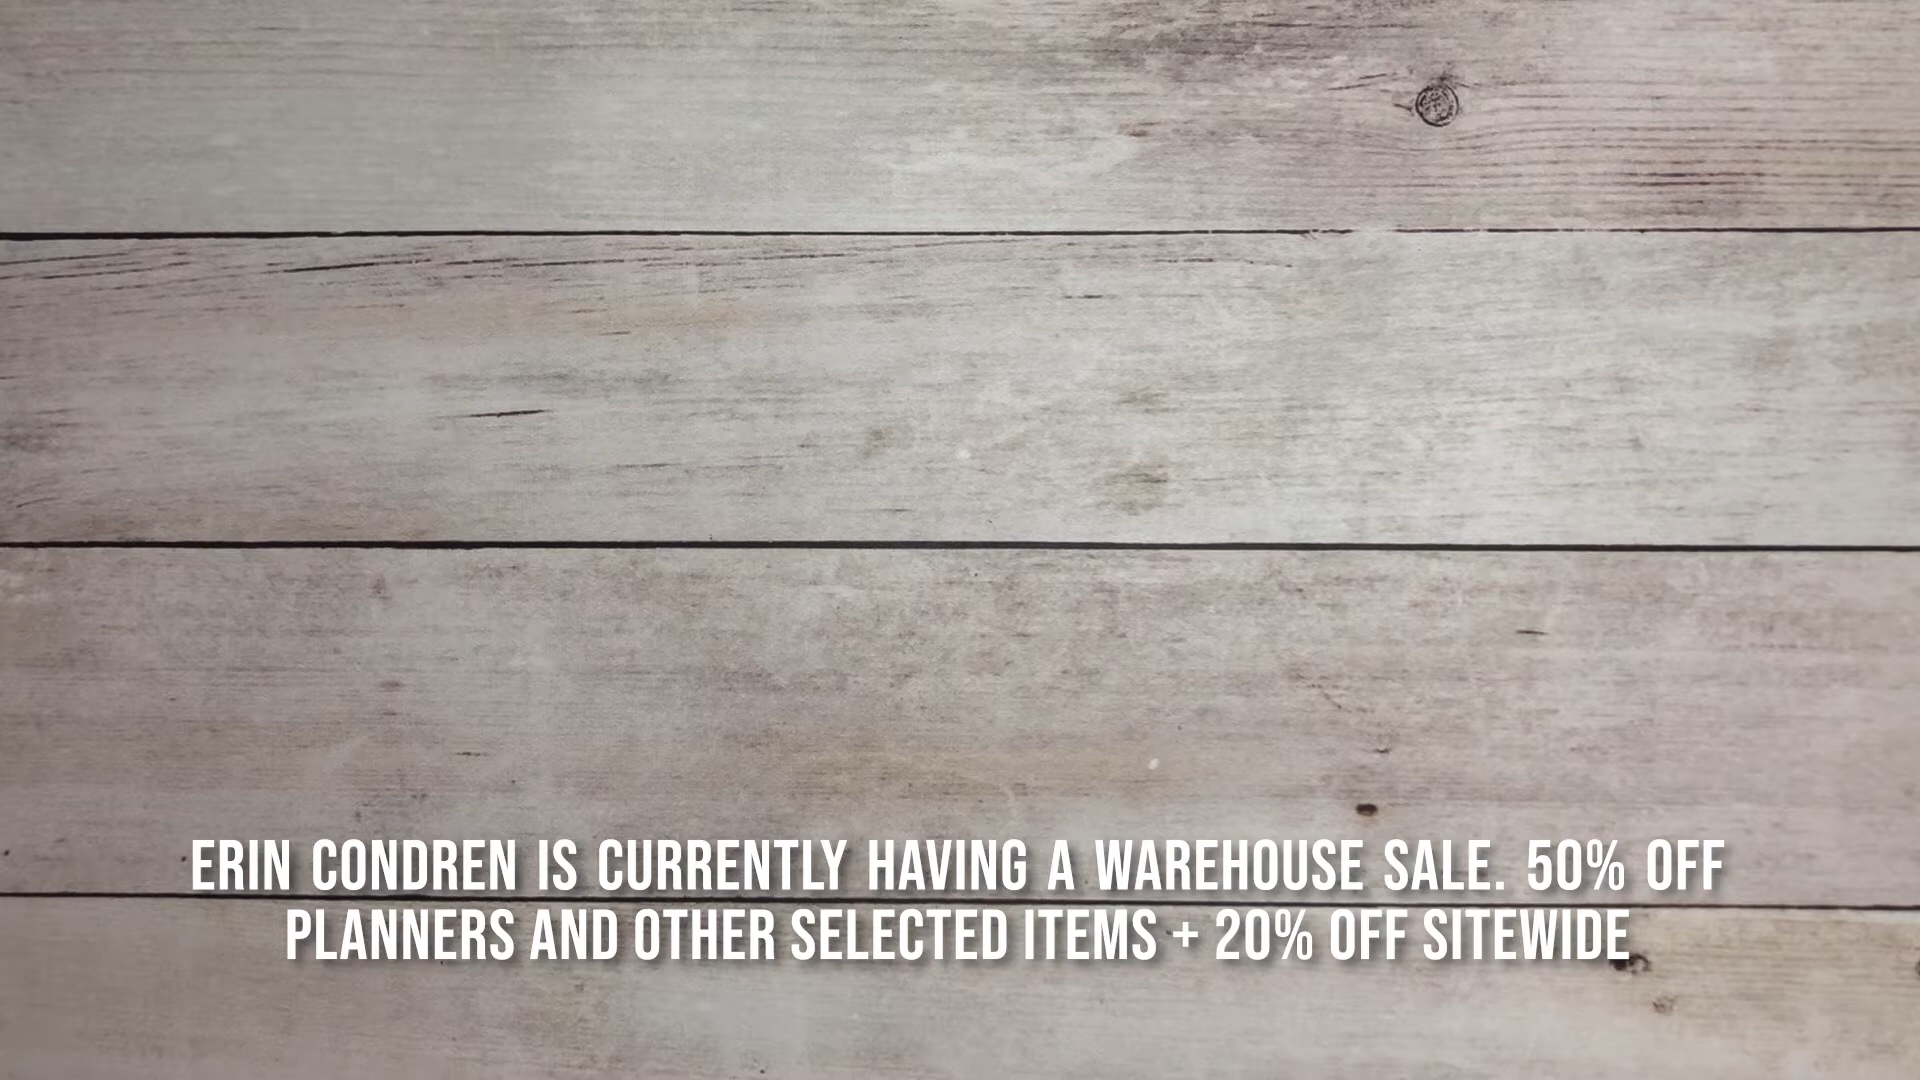 ERIN CONDREN IS CURRENTLY HAVING A WAREHOUSE SALE. 50% OFF
PLANNERS AND OTHER SELECTED ITEMS + 20% OFF SITEWIDE